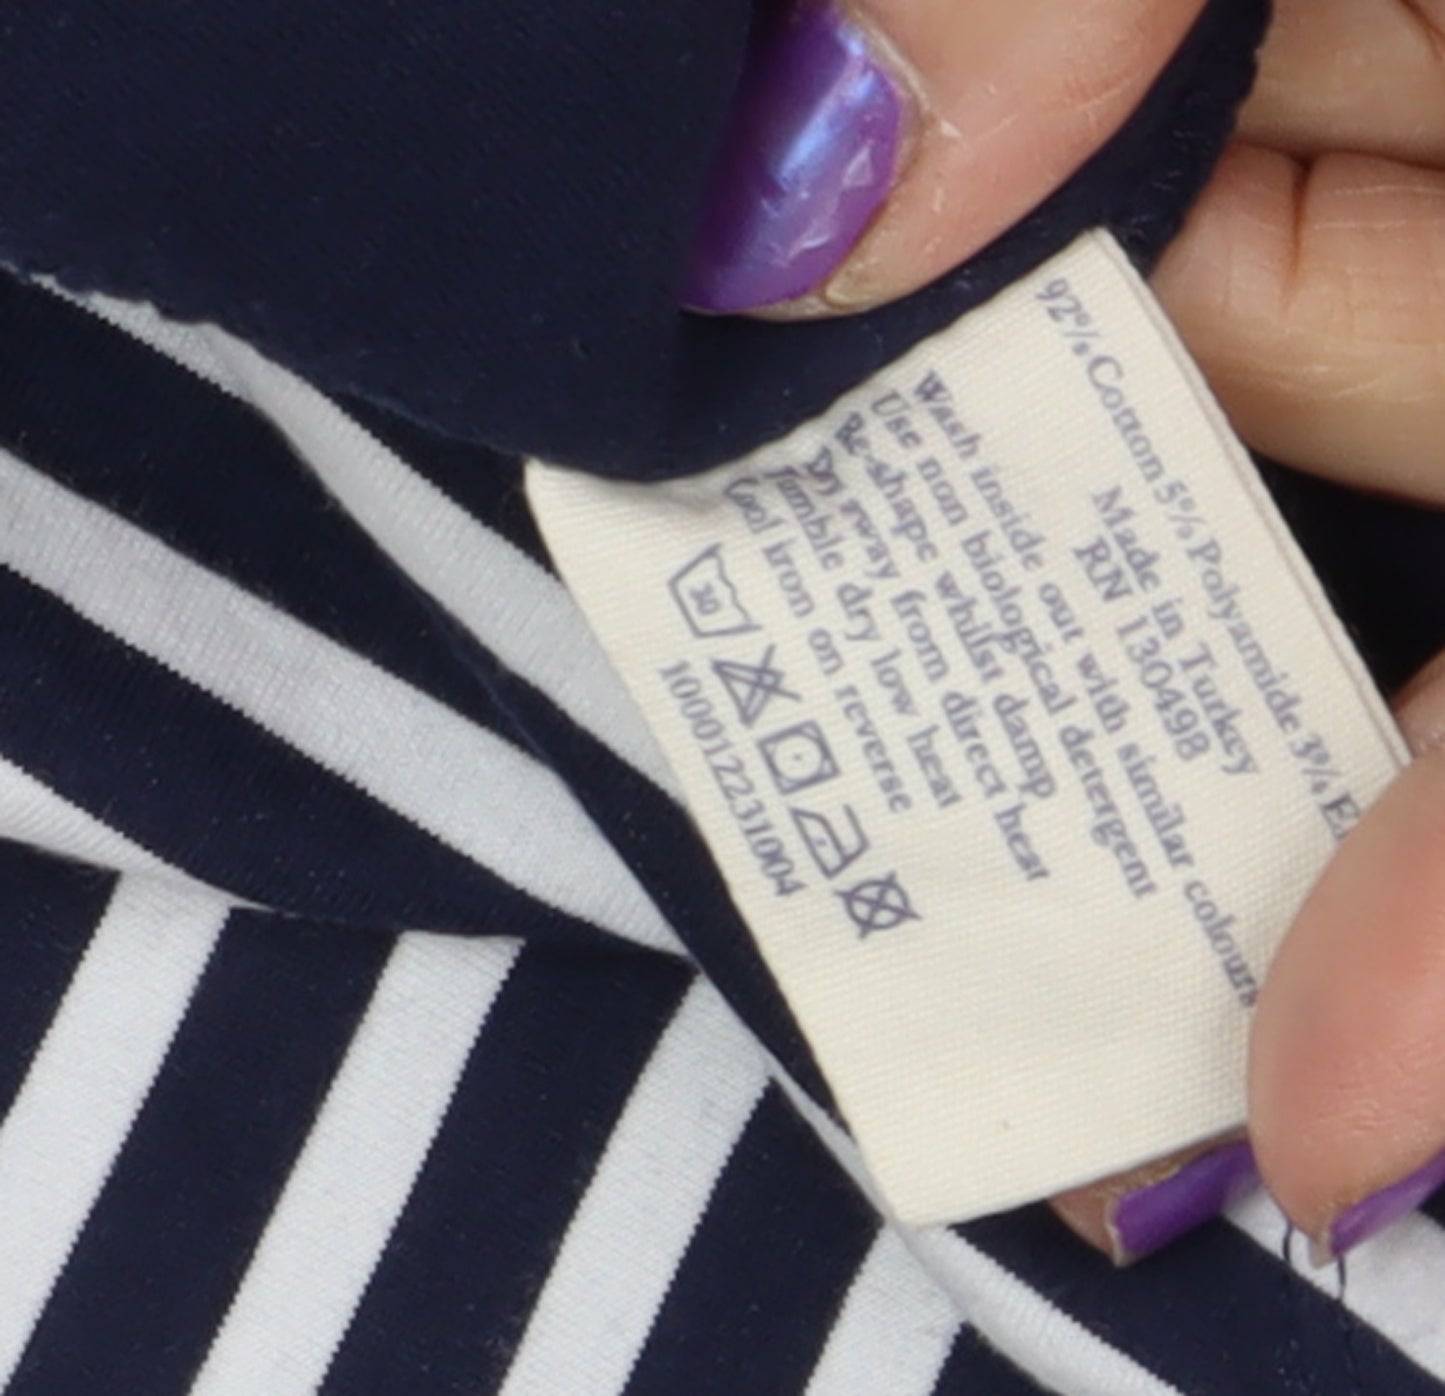 92% Cotton 5% Polyamide 3% E
Made in Turkey
RN 130498
Wash inside out with similar colours
Use non biological detergent
Re-shape whilst damp
Dry away from direct heat
Tumble dry low heat
Cool iron on reverse
30
100012231004